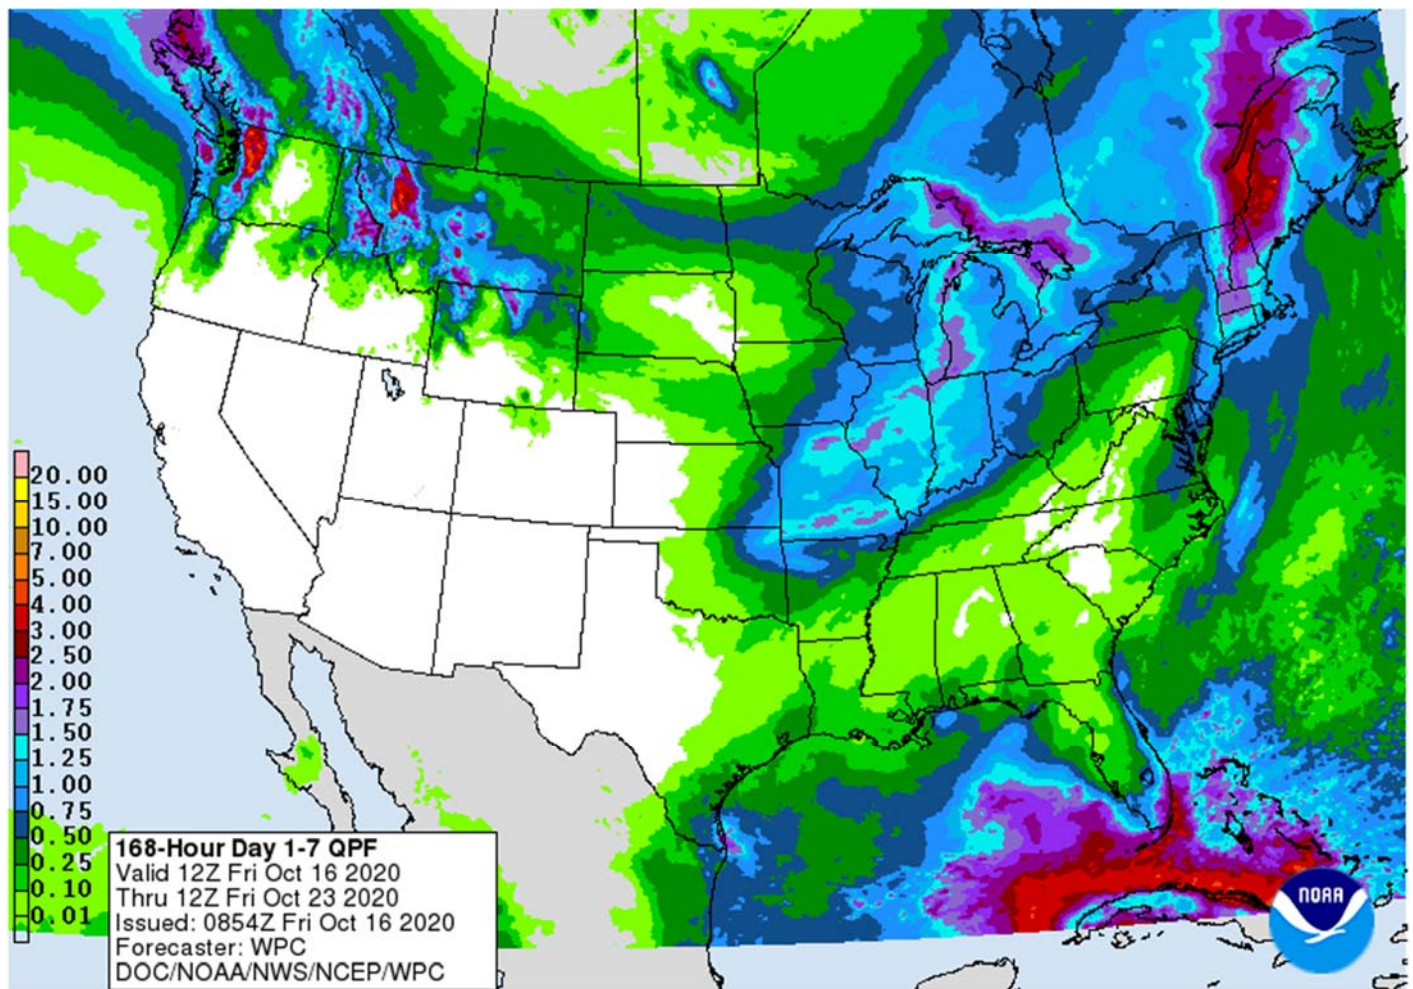 20.00
15.00
10.00
7.00
5.00
4.00
3.00
2.50
2.00
1.75
1.50
1.25
1.00
0.75
0.50
0.25
0.10
0.01
168-Hour Day 1-7 QPF
Valid 12Z Fri Oct 16 2020
Thru 12Z Fri Oct 23 2020
Issued: 0854Z Fri Oct 16 2020
Forecaster: WPC
DOC/NOAA/NWS/NCEP/WPC
NOAA